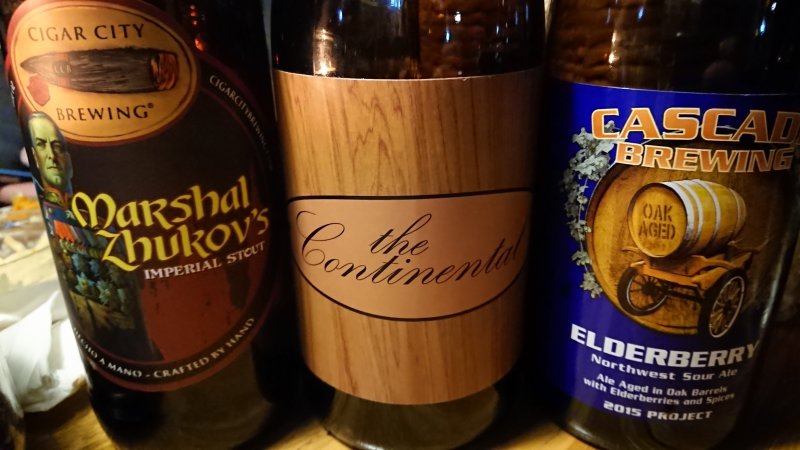 CIGAR CITY
BREWING®
Marshal
Zhukov's
IMPERIAL STOUT
A MANO - CRAFTED BY HAND
the
Continental
CASCAD
BREWING
OAK
AGED
ELDERBERRY
Northwest Sour Ale
Ale Aged in Oak Barrels
with Elderberries and Spices
2015 PROJECT